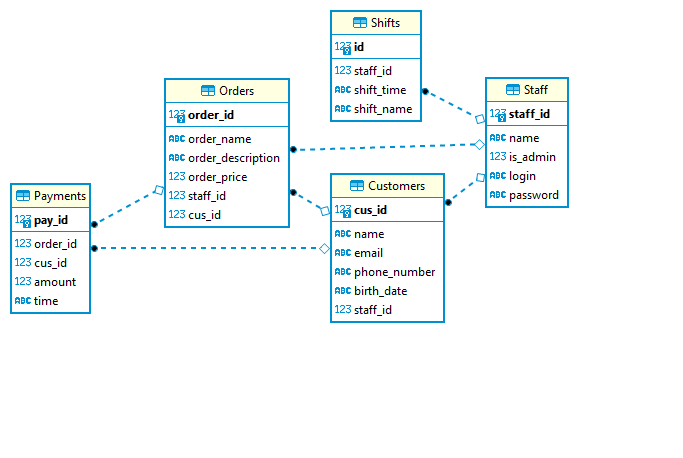 Shifts
123 id
123 staff_id
ABC shift_time
ABC shift_name
Orders
123 order_id
ABC order_name
ABC order_description
123 order_price
123 staff_id
123 cus_id
Staff
123 staff_id
ABC name
123 is_admin
ABC login
ABC password
Customers
123 cus_id
ABC name
ABC email
ABC phone_number
ABC birth_date
123 staff_id
Payments
123 pay_id
123 order_id
123 cus_id
123 amount
ABC time